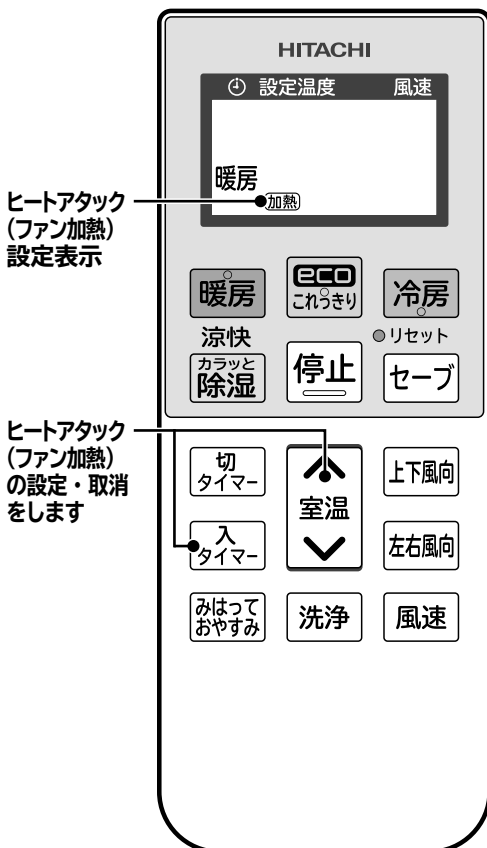 HITACHI
設定温度 風速
暖房
加熱
ヒートアタック
(ファン加熱)
設定表示
暖房
eco
これっきり
冷房
涼快
カラッと
除湿
停止
リセット
セーブ
ヒートアタック
(ファン加熱)
の設定・取消
をします
切
タイマー
室温
上下風向
入
タイマー
左右風向
みはって
おやすみ
洗浄
風速